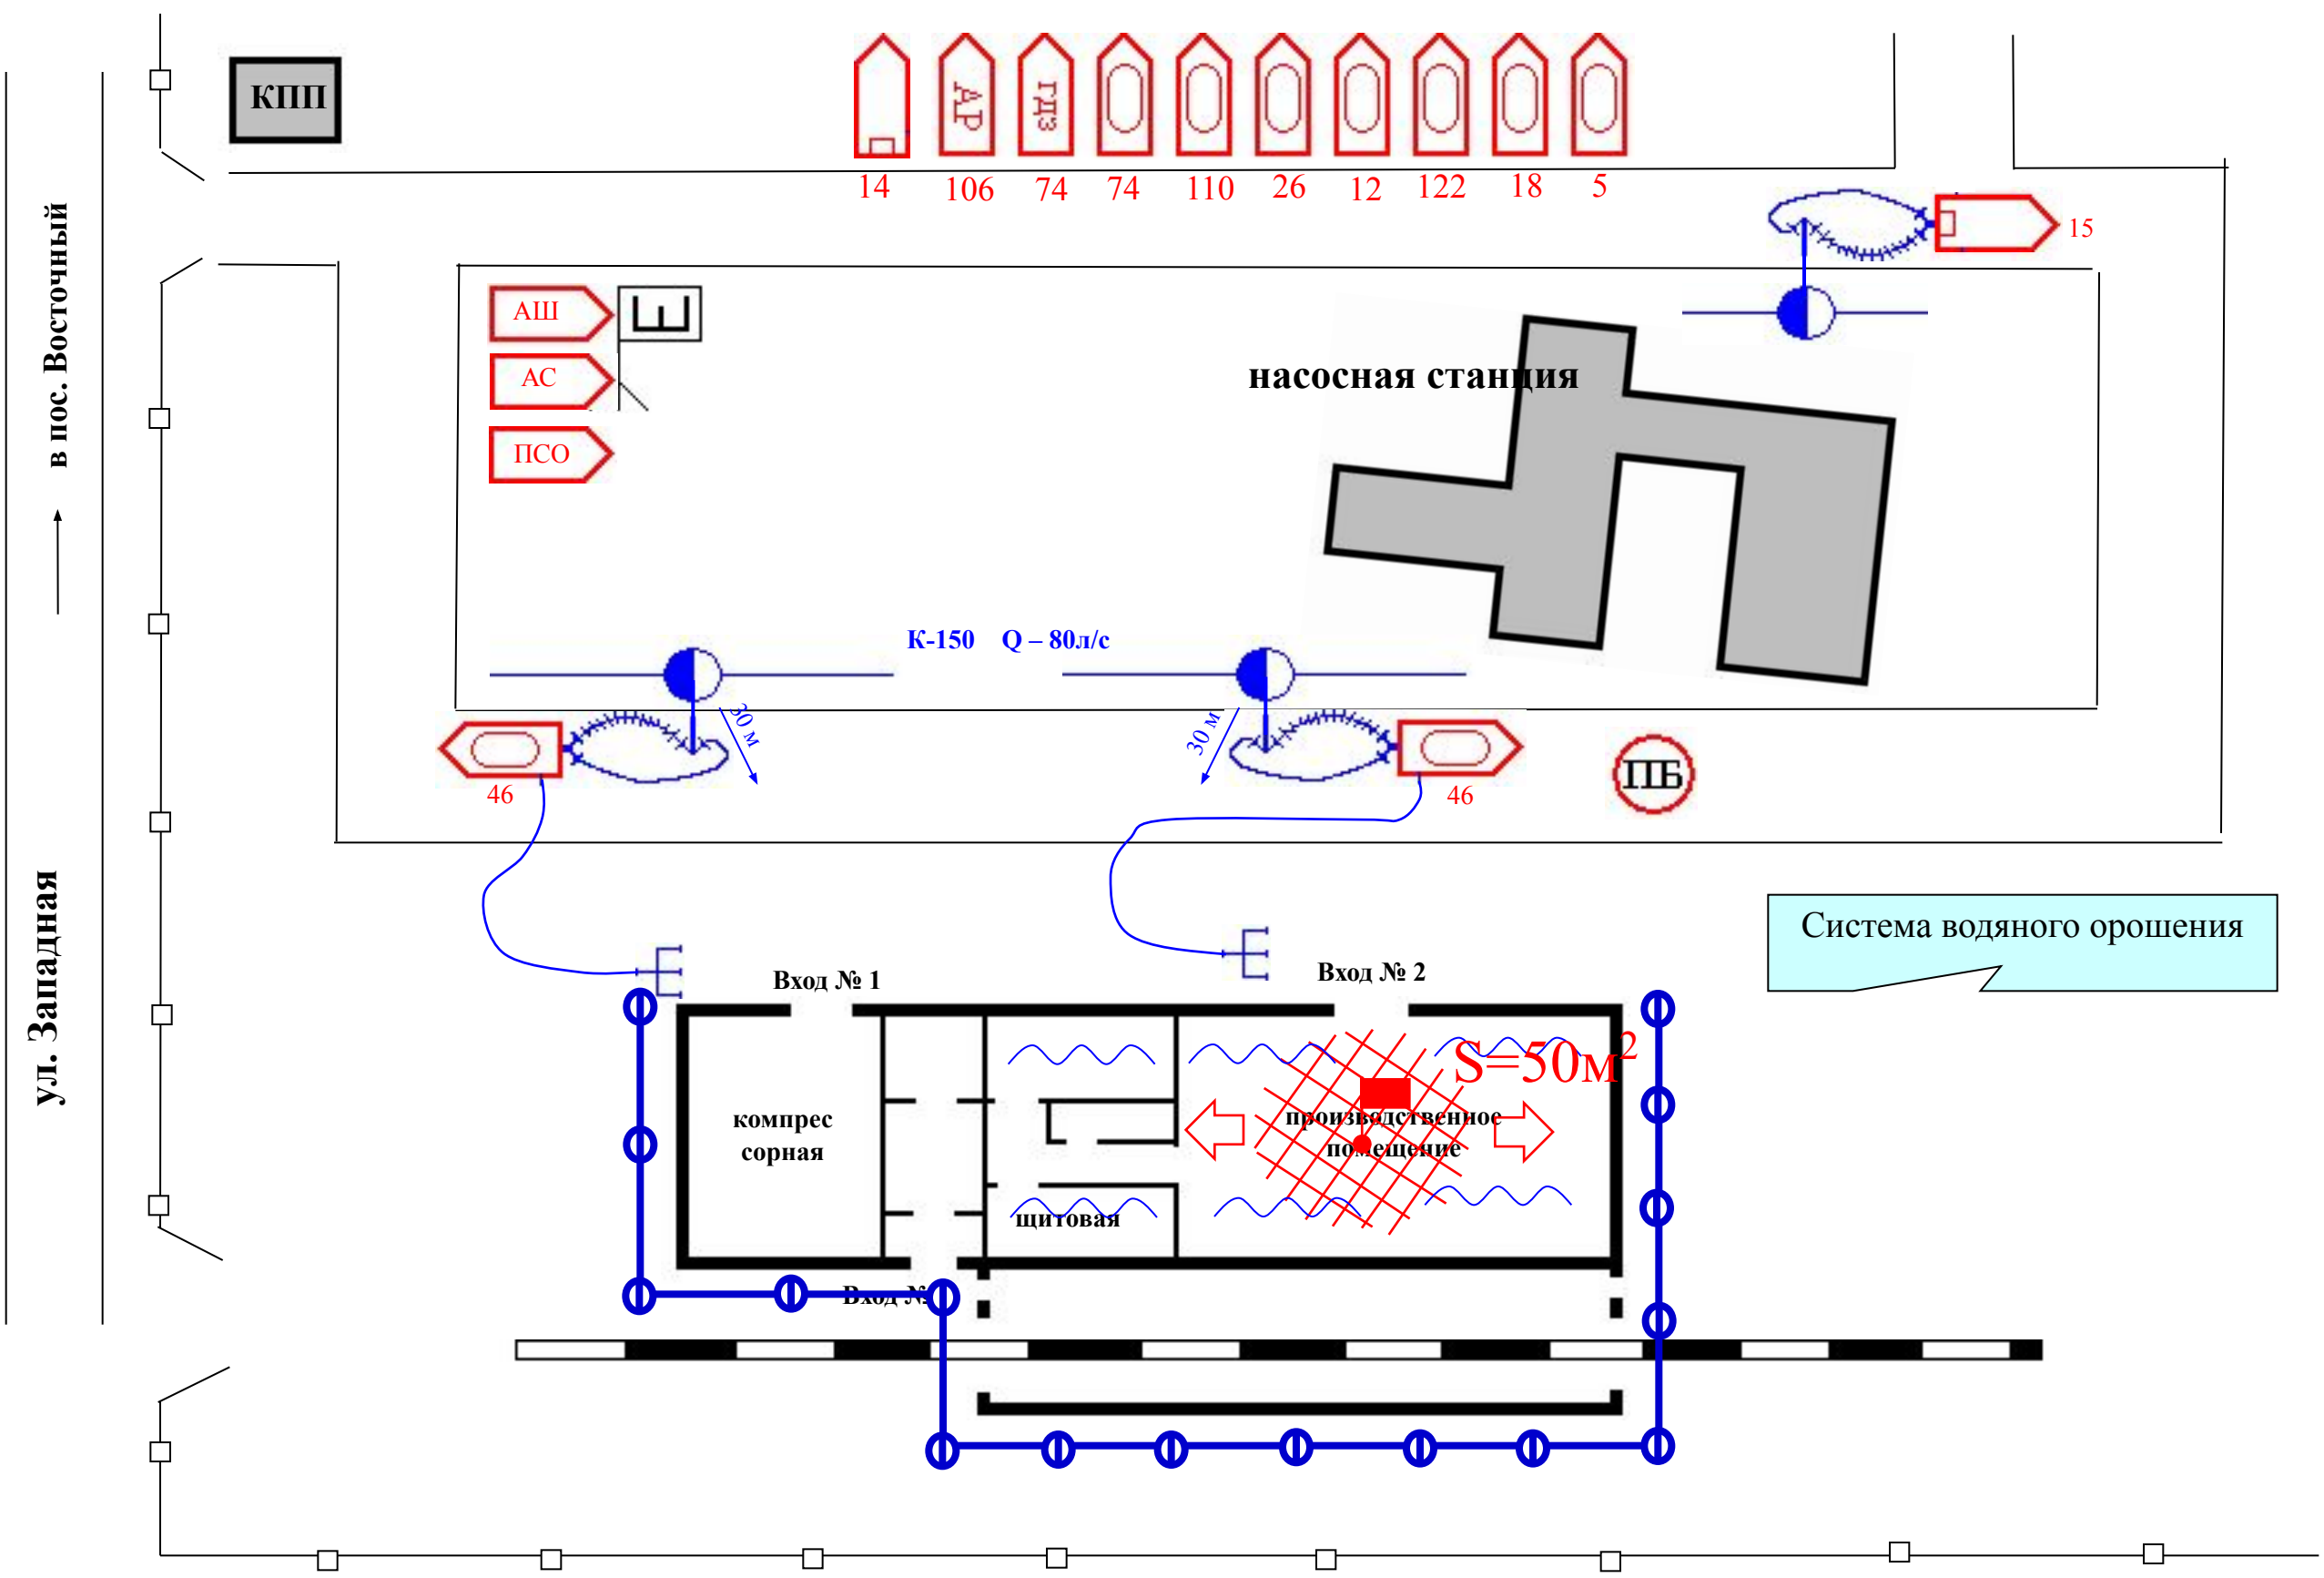 КПП
АР
ГДЗ
14
106
74
74
110
26
12
122
18
5
15
в пос. Восточный
ул. Западная
АШ
АС
ПСО
насосная станция
К-150 Q – 80л/с
30 м
30 м
46
46
ПБ
Система водяного орошения
Вход № 1
Вход № 2
S=50м²
компрес
сорная
производственное
помещение
щитовая
Вход №